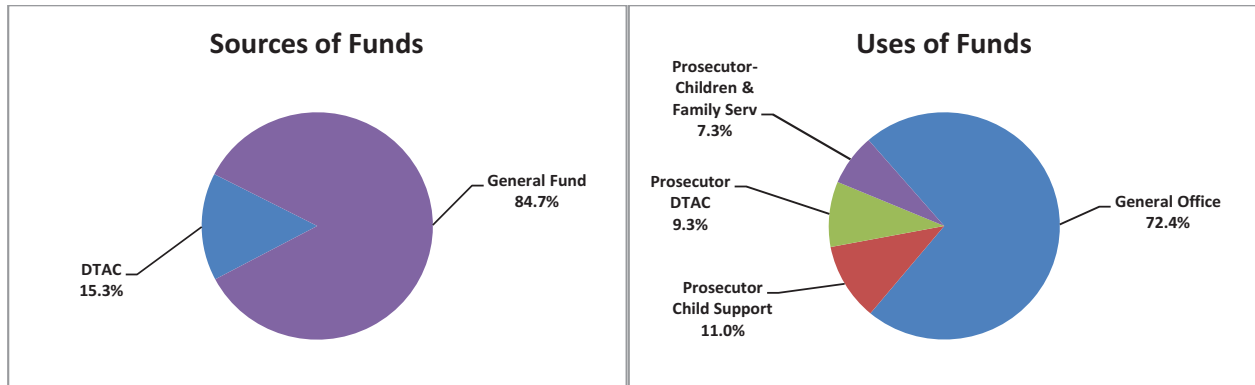 Sources of Funds
General Fund
84.7%
DTAC
15.3%
Uses of Funds
Prosecutor-
Children &
Family Serv
7.3%
Prosecutor
DTAC
9.3%
General Office
72.4%
Prosecutor
Child Support
11.0%